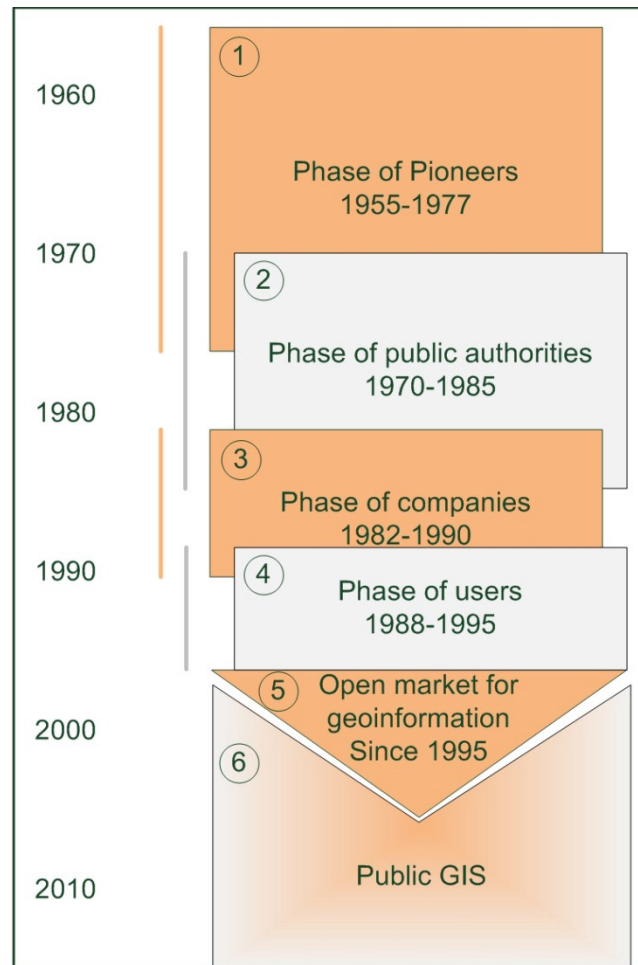 1960
1970
1980
1990
2000
2010
1
Phase of Pioneers
1955-1977
2
Phase of public authorities
1970-1985
3
Phase of companies
1982-1990
4
Phase of users
1988-1995
5
Open market for
geoinformation
Since 1995
6
Public GIS